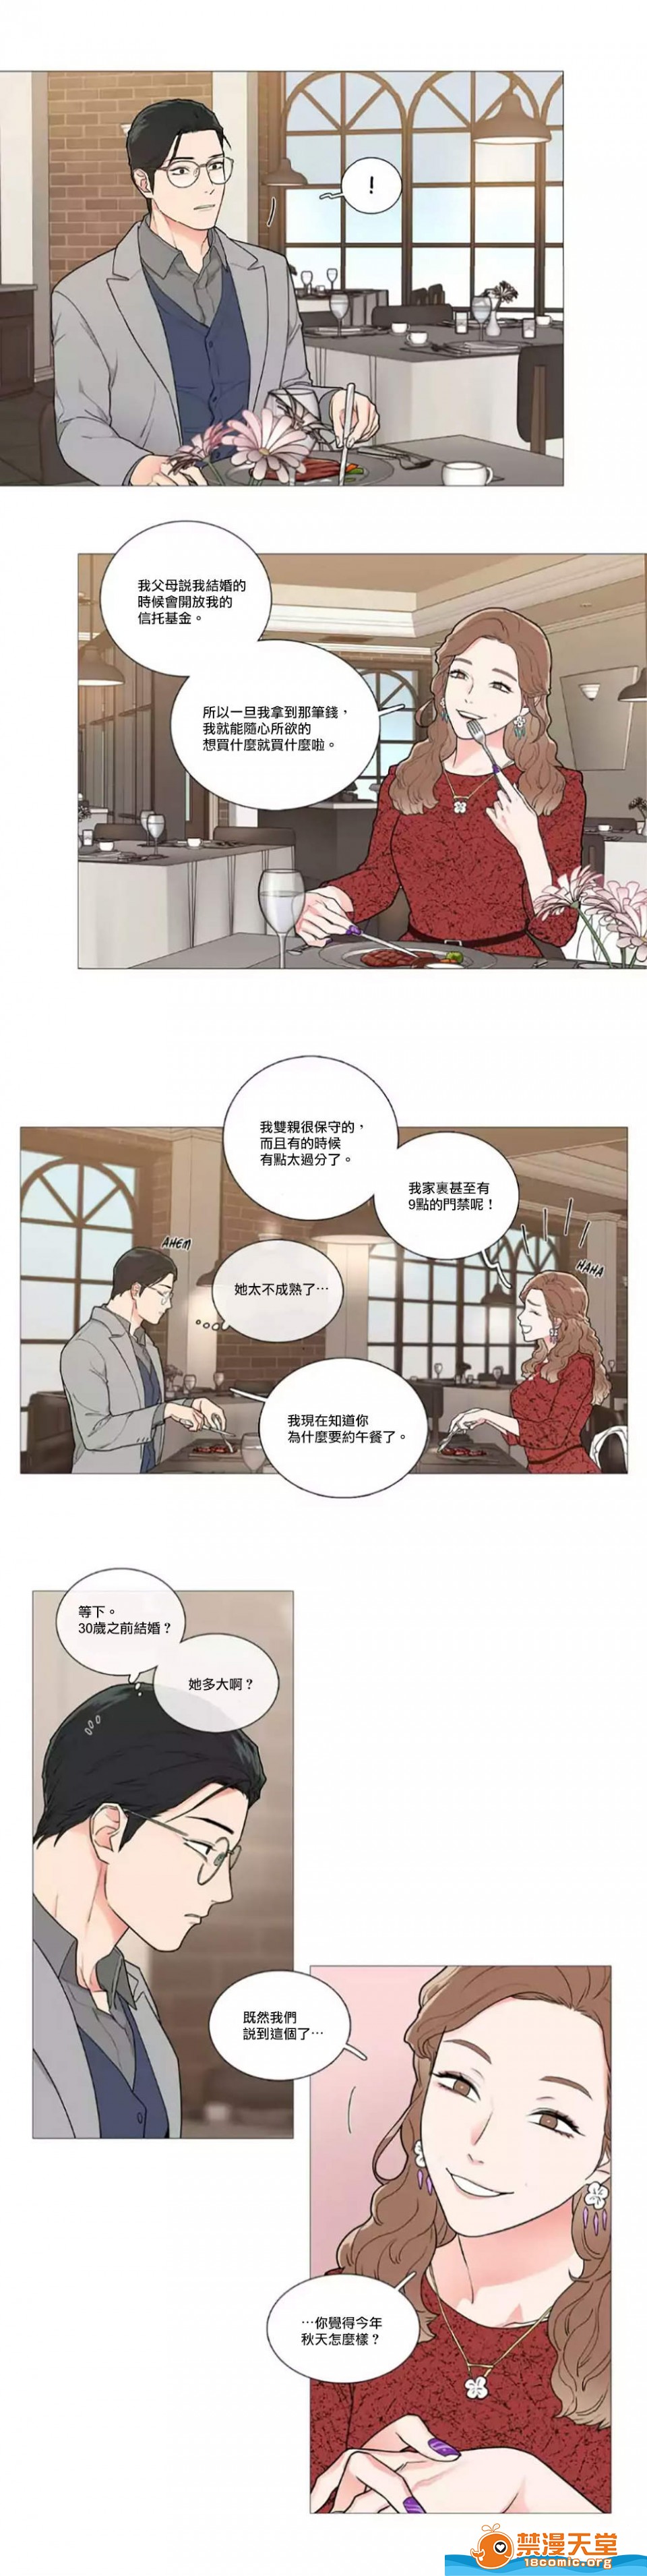 !
我父母說我結婚的
時候會開放我的
信托基金。
所以一旦我拿到那筆錢，
我就能隨心所欲的
想買什麼就買什麼啦。
我雙親很保守的，
而且有的時候
有點太過分了。
我家裏甚至有
9點的門禁呢！
AHEM
HAHA
她太不成熟了…
我現在知道你
為什麼要約午餐了。
等下。
30歲之前結婚？
她多大啊？
既然我們
說到這個了…
…你覺得今年
秋天怎麼樣？
禁漫天堂
18comic.org